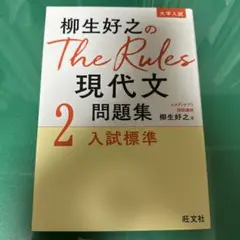 大学入試
柳生好之の
The Rules
現代文
問題集
2
入試標準
柳生好之 著
旺文社